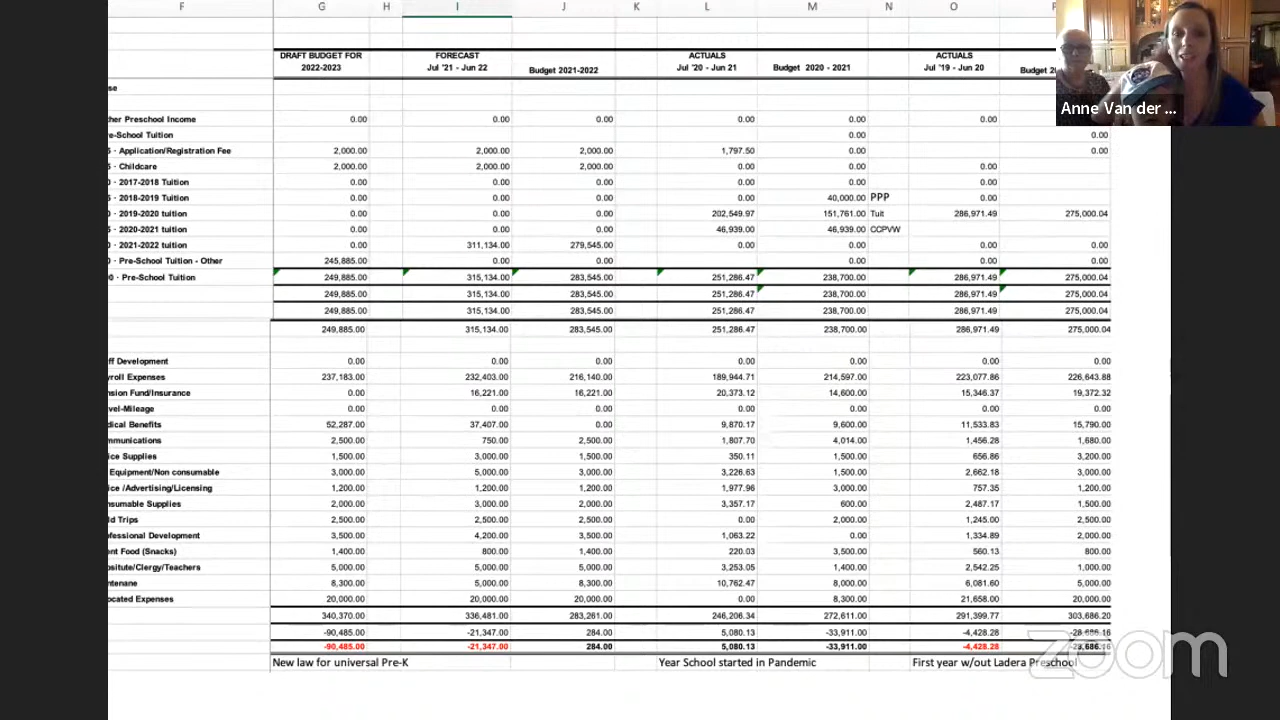 F G H I J K L M N O
DRAFT BUDGET FOR FORECAST ACTUALS ACTUALS
2022-2023 Jul '21 - Jun 22 Budget 2021-2022 Jul '20 - Jun 21 Budget 2020 - 2021 Jul '19 - Jun 20 Budget
se
her Preschool Income 0.00 0.00 0.00 0.00 0.00
e-School Tuition 0.00 0.00
5 · Application/Registration Fee 2,000.00 2,000.00 2,000.00 1,797.50 0.00 0.00
5 · Childcare 2,000.00 2,000.00 2,000.00 0.00 0.00 0.00
0 · 2017-2018 Tuition 0.00 0.00 0.00 0.00 0.00 0.00
5 · 2018-2019 Tuition 0.00 0.00 0.00 0.00 40,000.00 PPP 0.00
0 · 2019-2020 tuition 0.00 0.00 0.00 202,549.97 151,761.00 Tuit 286,971.49 275,000.04
5 · 2020-2021 tuition 0.00 0.00 0.00 46,939.00 46,939.00 CCPVW
0 · 2021-2022 tuition 311,134.00 279,545.00 0.00 0.00 0.00 0.00
0 · Pre-School Tuition - Other 245,885.00 0.00 0.00 0.00 0.00 0.00 0.00
0 · Pre-School Tuition 249,885.00 315,134.00 283,545.00 251,286.47 238,700.00 286,971.49 275,000.04
249,885.00 315,134.00 283,545.00 251,286.47 238,700.00 286,971.49 275,000.04
249,885.00 315,134.00 283,545.00 251,286.47 238,700.00 286,971.49 275,000.04
249,885.00 315,134.00 283,545.00 251,286.47 238,700.00 286,971.49 275,000.04
ff Development 0.00 0.00 0.00 0.00 0.00 0.00 0.00
yroll Expenses 237,183.00 232,403.00 216,140.00 189,944.71 214,597.00 223,077.86 226,643.88
nsion Fund/Insurance 0.00 16,221.00 16,221.00 20,373.12 14,600.00 15,346.37 19,372.32
vel-Mileage 0.00 0.00 0.00 0.00 0.00 0.00 0.00
dical Benefits 52,287.00 37,407.00 0.00 9,870.17 9,600.00 11,533.83 15,790.00
mmunications 2,500.00 750.00 2,500.00 1,807.70 4,014.00 1,456.28 1,680.00
ice Supplies 1,500.00 3,000.00 1,500.00 350.11 0.00 656.86 3,200.00
Equipment/Non consumable 3,000.00 5,000.00 3,000.00 3,226.63 1,500.00 2,662.18 3,000.00
ice /Advertising/Licensing 1,200.00 1,200.00 1,200.00 1,977.96 3,000.00 757.35 1,200.00
nsumable Supplies 2,000.00 3,000.00 2,000.00 3,357.17 600.00 2,487.17 1,500.00
ld Trips 2,500.00 2,500.00 2,500.00 0.00 2,000.00 1,245.00 2,500.00
ofessional Development 3,500.00 4,200.00 3,500.00 1,063.22 0.00 1,334.89 2,000.00
ent Food (Snacks) 1,400.00 800.00 1,400.00 220.03 3,500.00 560.13 800.00
bsitute/Clergy/Teachers 5,000.00 5,000.00 5,000.00 3,253.05 1,400.00 2,542.25 1,000.00
ntenane 8,300.00 5,000.00 8,300.00 10,762.47 8,000.00 6,081.60 5,000.00
ocated Expenses 20,000.00 20,000.00 20,000.00 0.00 8,300.00 21,658.00 20,000.00
340,370.00 336,481.00 283,261.00 246,206.34 272,611.00 291,399.77 303,686.20
-90,485.00 -21,347.00 284.00 5,080.13 -33,911.00 -4,428.28 -28,686.16
-90,485.00 -21,347.00 284.00 5,080.13 -33,911.00 -4,428.28 -28,686.16
New law for universal Pre-K Year School started in Pandemic First year w/out Ladera Preschool
Anne Van der ...
zoom